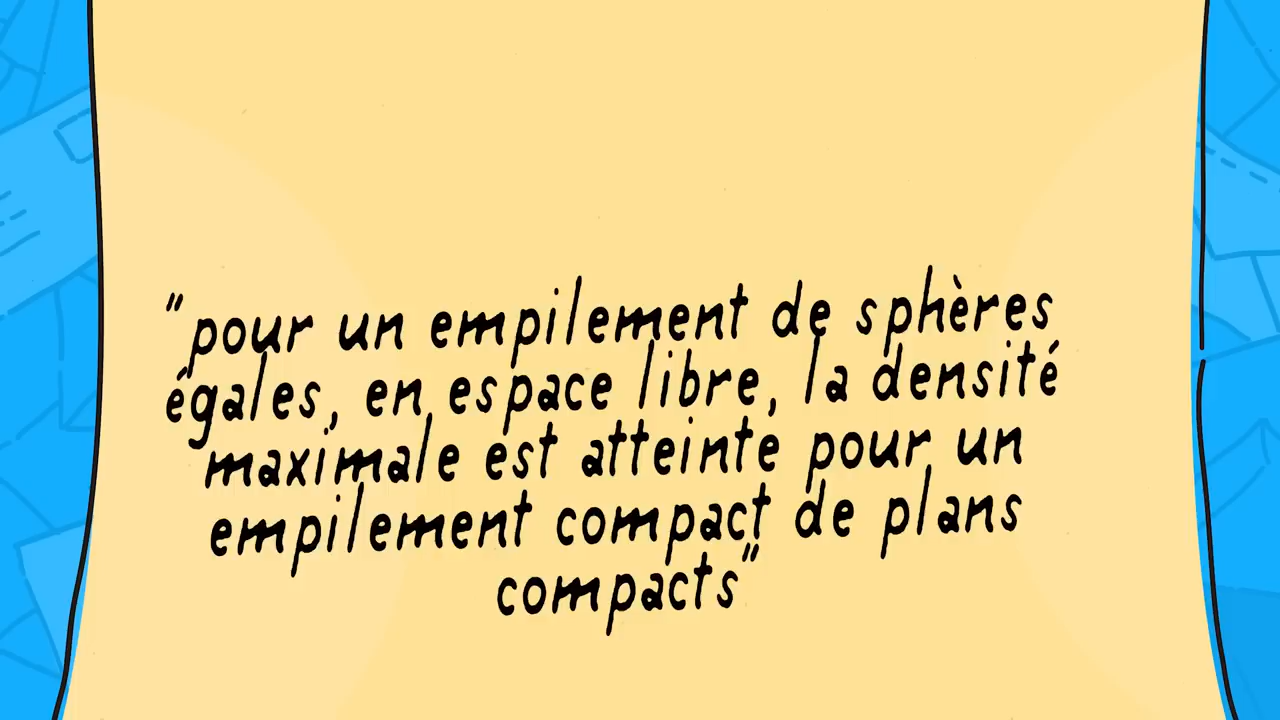 "pour un empilement de sphères
égales, en espace libre, la densité
maximale est atteinte pour un
empilement compact de plans
compacts"